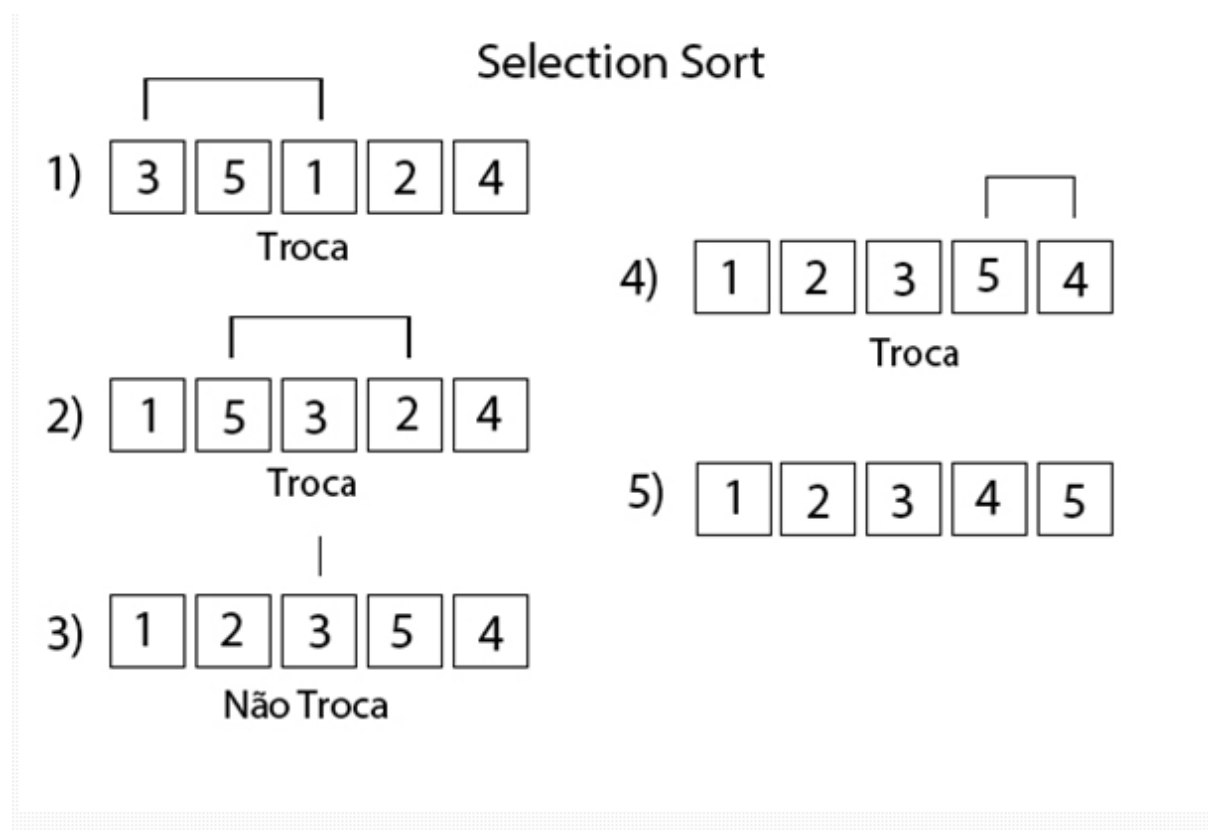 Selection Sort
1) 3 5 1 2 4
Troca
2) 1 5 3 2 4
Troca
3) 1 2 3 5 4
Não Troca
4) 1 2 3 5 4
Troca
5) 1 2 3 4 5